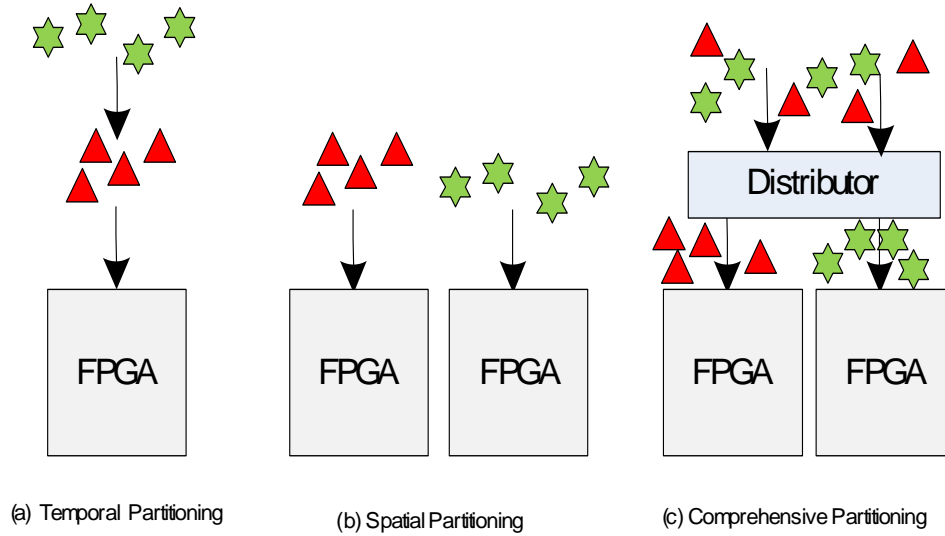 Distributor
FPGA
FPGA
FPGA
FPGA
FPGA
(a) Temporal Partitioning
(b) Spatial Partitioning
(c) Comprehensive Partitioning